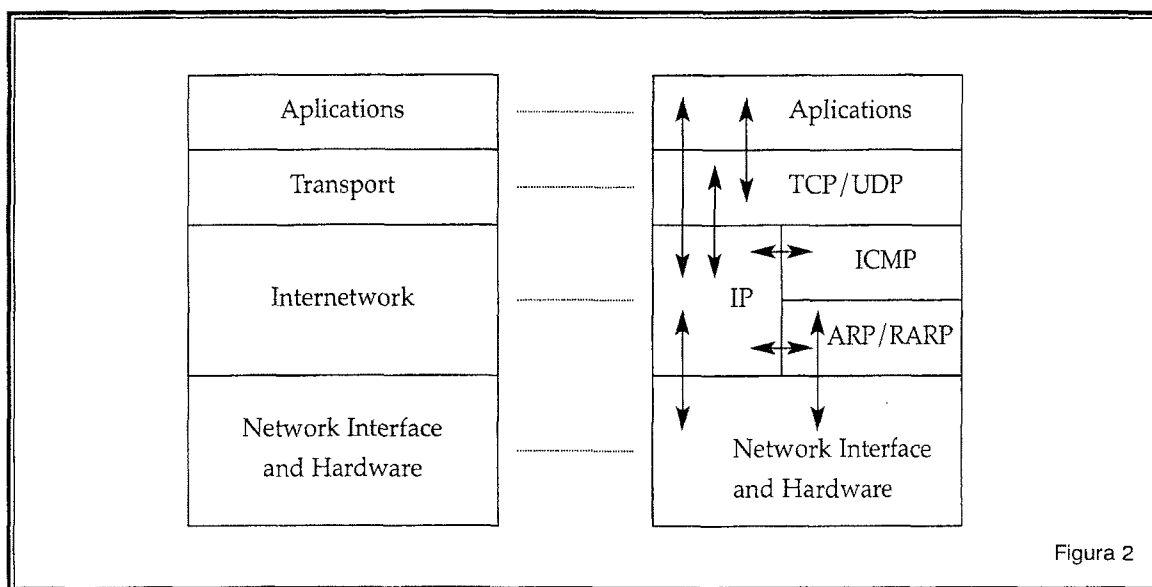 Aplications
Transport
Internetwork
Network Interface
and Hardware
Aplications
TCP/UDP
IP
ICMP
ARP/RARP
Network Interface
and Hardware
Figura 2